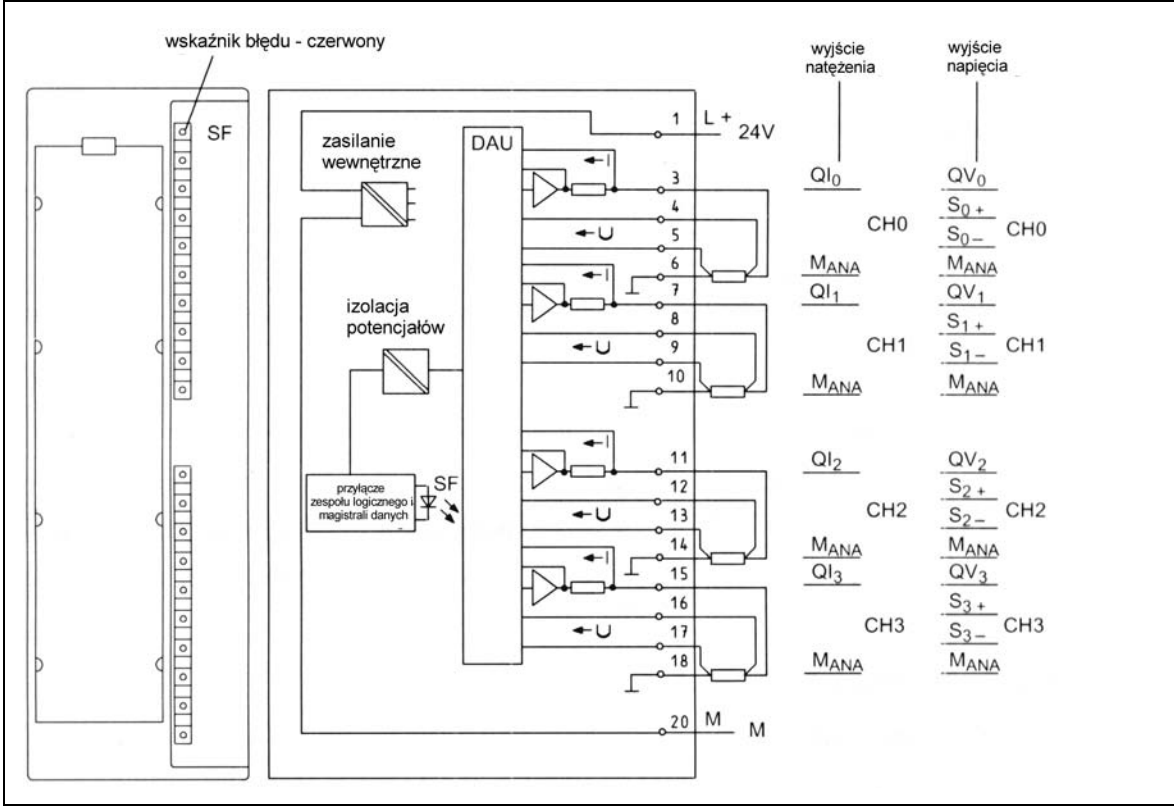 wskaźnik błędu - czerwony
SF
zasilanie
wewnętrzne
izolacja
potencjałów
przyłącze
zespołu logicznego i
magistrali danych
SF
DAU
I
U
I
U
I
U
I
U
1 L + 24V
3
4
5
6
7
8
9
10
11
12
13
14
15
16
17
18
20 M M
wyjście
natężenia
QI0
CH0
MANA
QI1
CH1
MANA
QI2
CH2
MANA
QI3
CH3
MANA
wyjście
napięcia
QV0
S0 +
S0 – CH0
MANA
QV1
S1 +
S1 – CH1
MANA
QV2
S2 +
S2 – CH2
MANA
QV3
S3 +
S3 – CH3
MANA